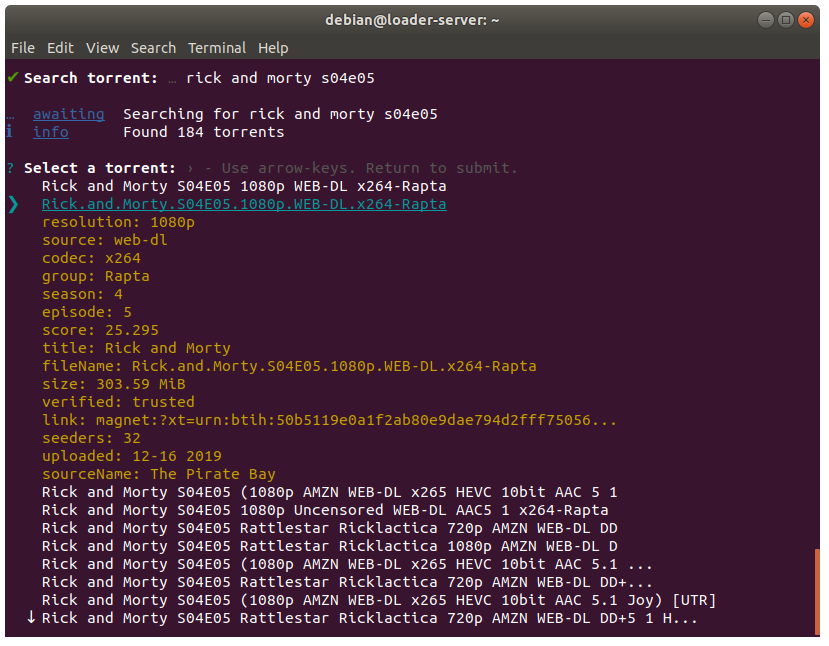 debian@loader-server: ~
File Edit View Search Terminal Help
✔ Search torrent: … rick and morty s04e05
… awaiting Searching for rick and morty s04e05
ℹ info Found 184 torrents
? Select a torrent: › - Use arrow-keys. Return to submit.
Rick and Morty S04E05 1080p WEB-DL x264-Rapta
❯ Rick.and.Morty.S04E05.1080p.WEB-DL.x264-Rapta
resolution: 1080p
source: web-dl
codec: x264
group: Rapta
season: 4
episode: 5
score: 25.295
title: Rick and Morty
fileName: Rick.and.Morty.S04E05.1080p.WEB-DL.x264-Rapta
size: 303.59 MiB
verified: trusted
link: magnet:?xt=urn:btih:50b5119e0a1f2ab80e9dae794d2fff75056...
seeders: 32
uploaded: 12-16 2019
sourceName: The Pirate Bay
Rick and Morty S04E05 (1080p AMZN WEB-DL x265 HEVC 10bit AAC 5 1
Rick and Morty S04E05 1080p Uncensored WEB-DL AAC5 1 x264-Rapta
Rick and Morty S04E05 Rattlestar Ricklactica 720p AMZN WEB-DL DD
Rick and Morty S04E05 Rattlestar Ricklactica 1080p AMZN WEB-DL D
Rick and Morty S04E05 (1080p AMZN WEB-DL x265 HEVC 10bit AAC 5.1 ...
Rick and Morty S04E05 Rattlestar Ricklactica 720p AMZN WEB-DL DD+...
Rick and Morty S04E05 (1080p AMZN WEB-DL x265 HEVC 10bit AAC 5.1 Joy) [UTR]
↓ Rick and Morty S04E05 Rattlestar Ricklactica 720p AMZN WEB-DL DD+5 1 H...